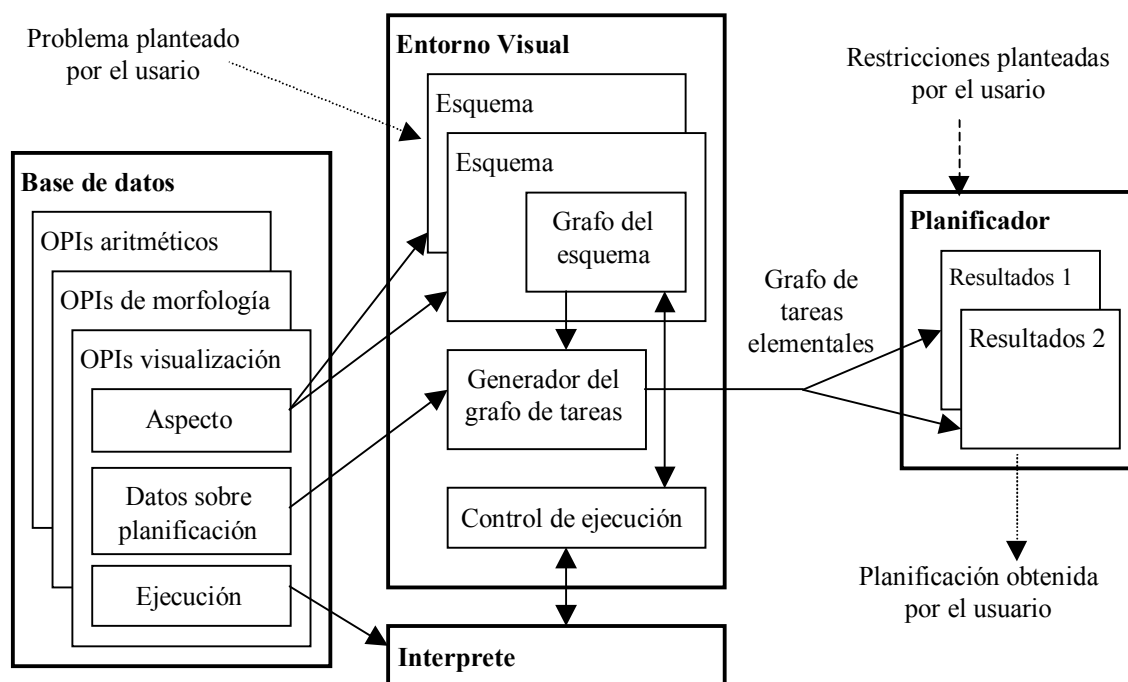 Problema planteado
por el usario
Entorno Visual
Esquema
Esquema
Grafo del
esquema
Generador del
grafo de tareas
Control de ejecución
Base de datos
OPIs aritméticos
OPIs de morfología
OPIs visualización
Aspecto
Datos sobre
planificación
Ejecución
Interprete
Grafo de
tareas
elementales
Restricciones planteadas
por el usario
Planificador
Resultados 1
Resultados 2
Planificación obtenida
por el usuario